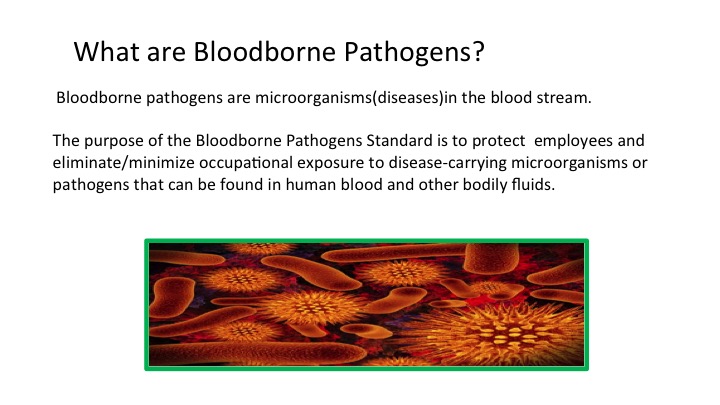 What are Bloodborne Pathogens?
Bloodborne pathogens are microorganisms(diseases)in the blood stream.
The purpose of the Bloodborne Pathogens Standard is to protect  employees and
eliminate/minimize occupational exposure to disease-carrying microorganisms or
pathogens that can be found in human blood and other bodily fluids.